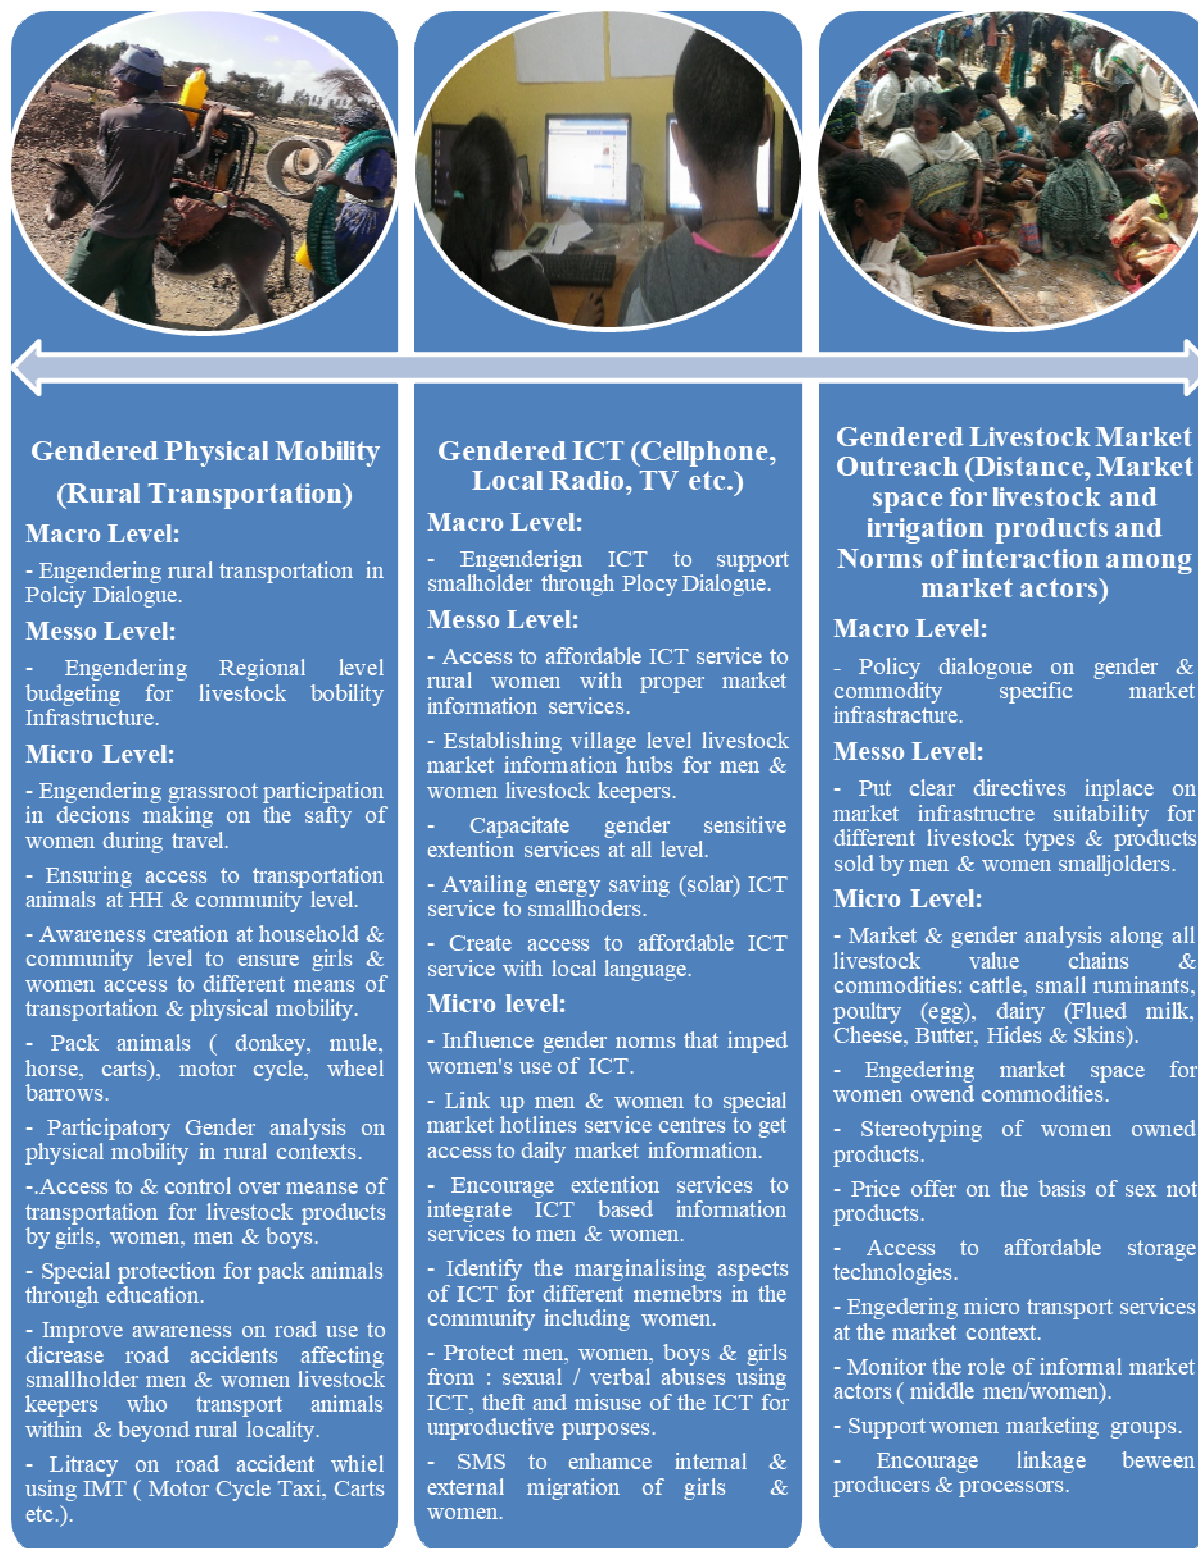 Gendered Physical Mobility
(Rural Transportation)
Macro Level:
- Engendering rural transportation in
Polciy Dialogue.
Messo Level:
- Engendering Regional level
budgeting for livestock bobility
Infrastructure.
Micro Level:
- Engendering grassroot participation
in decions making on the safty of
women during travel.
- Ensuring access to transportation
animals at HH & community level.
- Awareness creation at household &
community level to ensure girls &
women access to different means of
transportation & physical mobility.
- Pack animals ( donkey, mule,
horse, carts), motor cycle, wheel
barrows.
- Participatory Gender analysis on
physical mobility in rural contexts.
-.Access to & control over meanse of
transportation for livestock products
by girls, women, men & boys.
- Special protection for pack animals
through education.
- Improve awareness on road use to
dicrease road accidents affecting
smallholder men & women livestock
keepers who transport animals
within & beyond rural locality.
- Litracy on road accident whiel
using IMT ( Motor Cycle Taxi, Carts
etc.).
Gendered ICT (Cellphone,
Local Radio, TV etc.)
Macro Level:
- Engenderign ICT to support
smalholder through Plocy Dialogue.
Messo Level:
- Access to affordable ICT service to
rural women with proper market
information services.
- Establishing village level livestock
market information hubs for men &
women livestock keepers.
- Capacitate gender sensitive
extention services at all level.
- Availing energy saving (solar) ICT
service to smallhoders.
- Create access to affordable ICT
service with local language.
Micro level:
- Influence gender norms that imped
women's use of ICT.
- Link up men & women to special
market hotlines service centres to get
access to daily market information.
- Encourage extention services to
integrate ICT based information
services to men & women.
- Identify the marginalising aspects
of ICT for different memebrs in the
community including women.
- Protect men, women, boys & girls
from : sexual / verbal abuses using
ICT, theft and misuse of the ICT for
unproductive purposes.
- SMS to enhamce internal &
external migration of girls &
women.
Gendered Livestock Market
Outreach (Distance, Market
space for livestock and
irrigation products and
Norms of interaction among
market actors)
Macro Level:
- Policy dialogoue on gender &
commodity specific market
infrastracture.
Messo Level:
- Put clear directives inplace on
market infrastructre suitability for
different livestock types & products
sold by men & women smalljolders.
Micro Level:
- Market & gender analysis along all
livestock value chains &
commodities: cattle, small ruminants,
poultry (egg), dairy (Flued milk,
Cheese, Butter, Hides & Skins).
- Engedering market space for
women owend commodities.
- Stereotyping of women owned
products.
- Price offer on the basis of sex not
products.
- Access to affordable storage
technologies.
- Engedering micro transport services
at the market context.
- Monitor the role of informal market
actors ( middle men/women).
- Support women marketing groups.
- Encourage linkage beween
producers & processors.